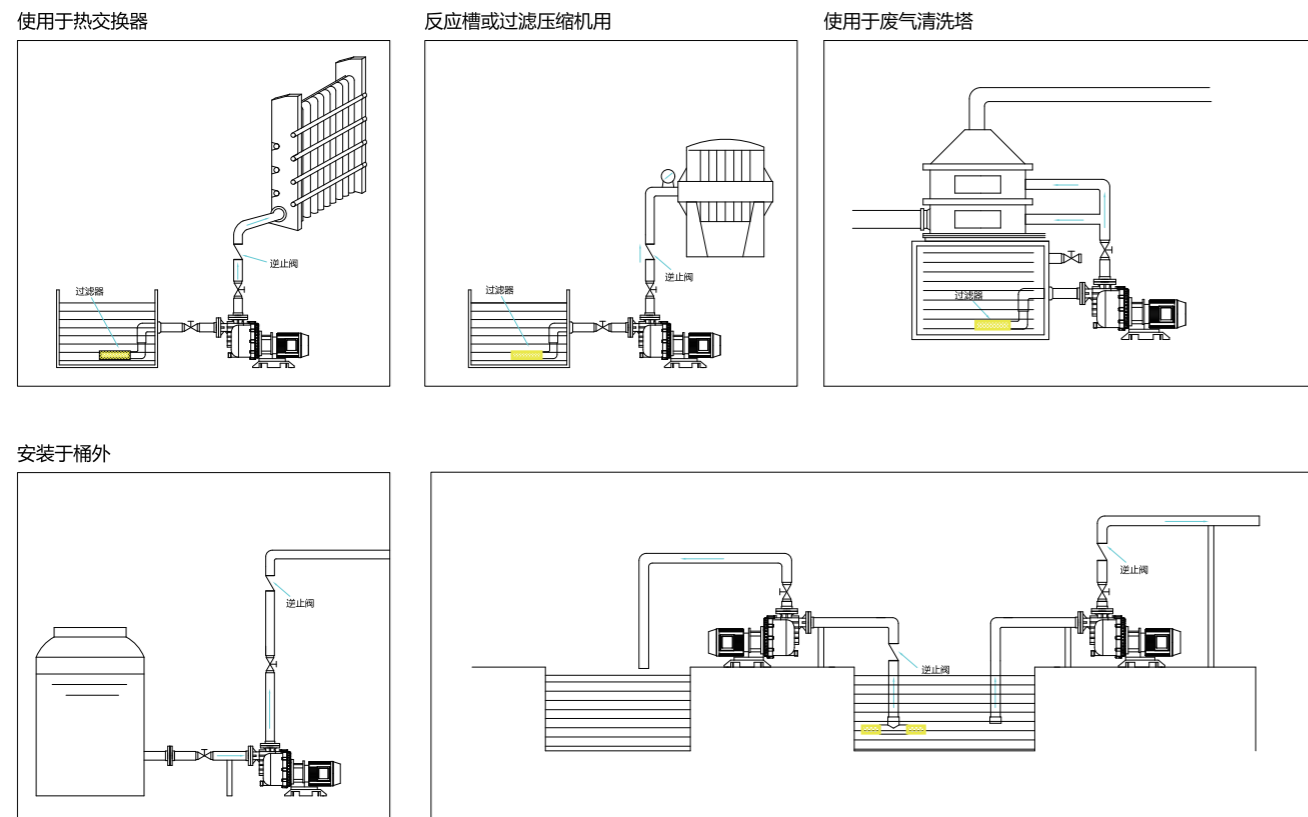 使用于热交换器
反应槽或过滤压缩机用
使用于废气清洗塔
逆止阀
过滤器
逆止阀
过滤器
过滤器
安装于桶外
逆止阀
逆止阀
逆止阀